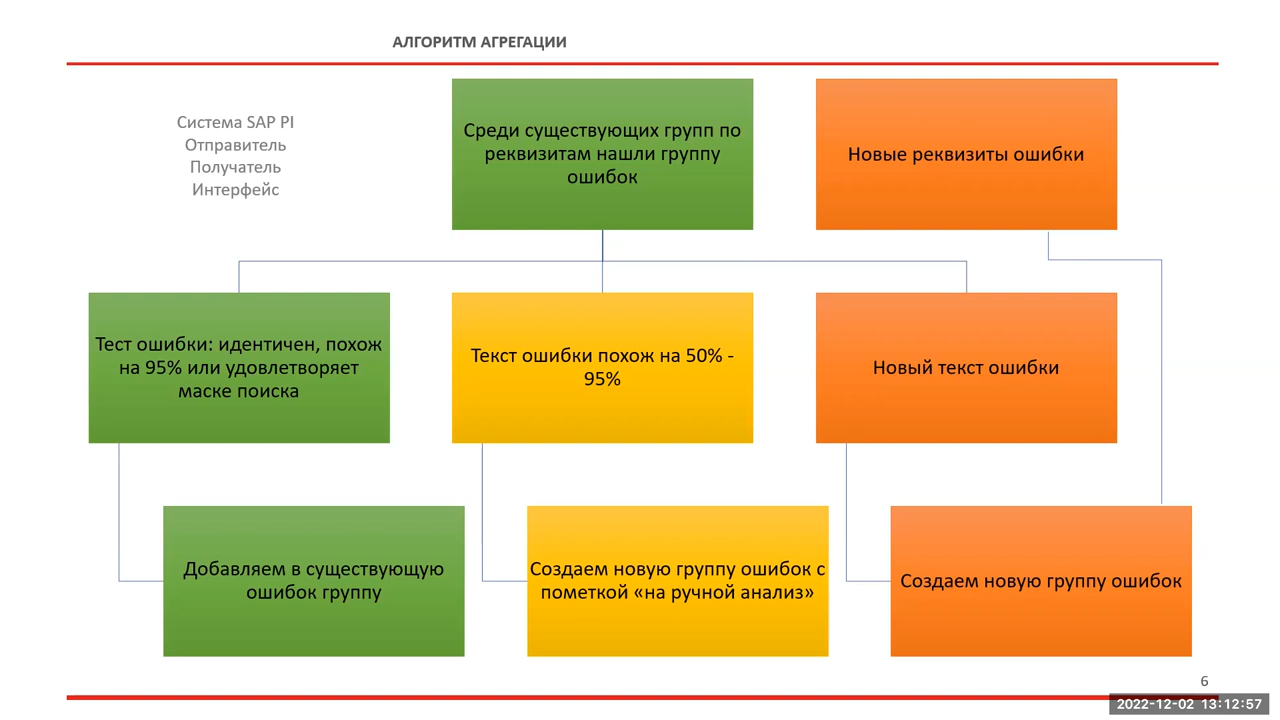 АЛГОРИТМ АГРЕГАЦИИ
Система SAP PI
Отправитель
Получатель
Интерфейс
Среди существующих групп по
реквизитам нашли группу
ошибок
Новые реквизиты ошибки
Тест ошибки: идентичен, похож
на 95% или удовлетворяет
маске поиска
Текст ошибки похож на 50% -
95%
Новый текст ошибки
Добавляем в существующую
ошибок группу
Создаем новую группу ошибок с
пометкой «на ручной анализ»
Создаем новую группу ошибок
6
2022-12-02 13:12:57